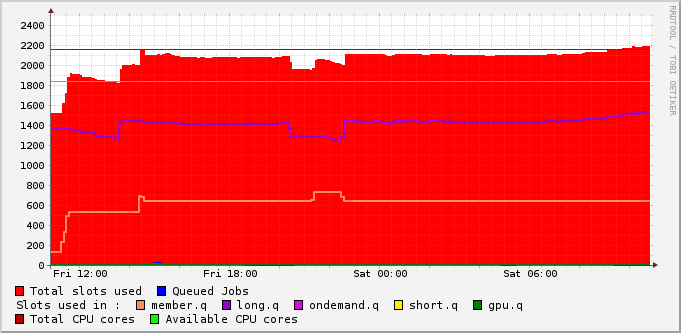 RRDTOOL / TOBI OETIKER
2400
2200
2000
1800
1600
1400
1200
1000
800
600
400
200
0
Fri 12:00 Fri 18:00 Sat 00:00 Sat 06:00
Total slots used Queued Jobs
Slots used in : member.q long.q ondemand.q short.q gpu.q
Total CPU cores Available CPU cores